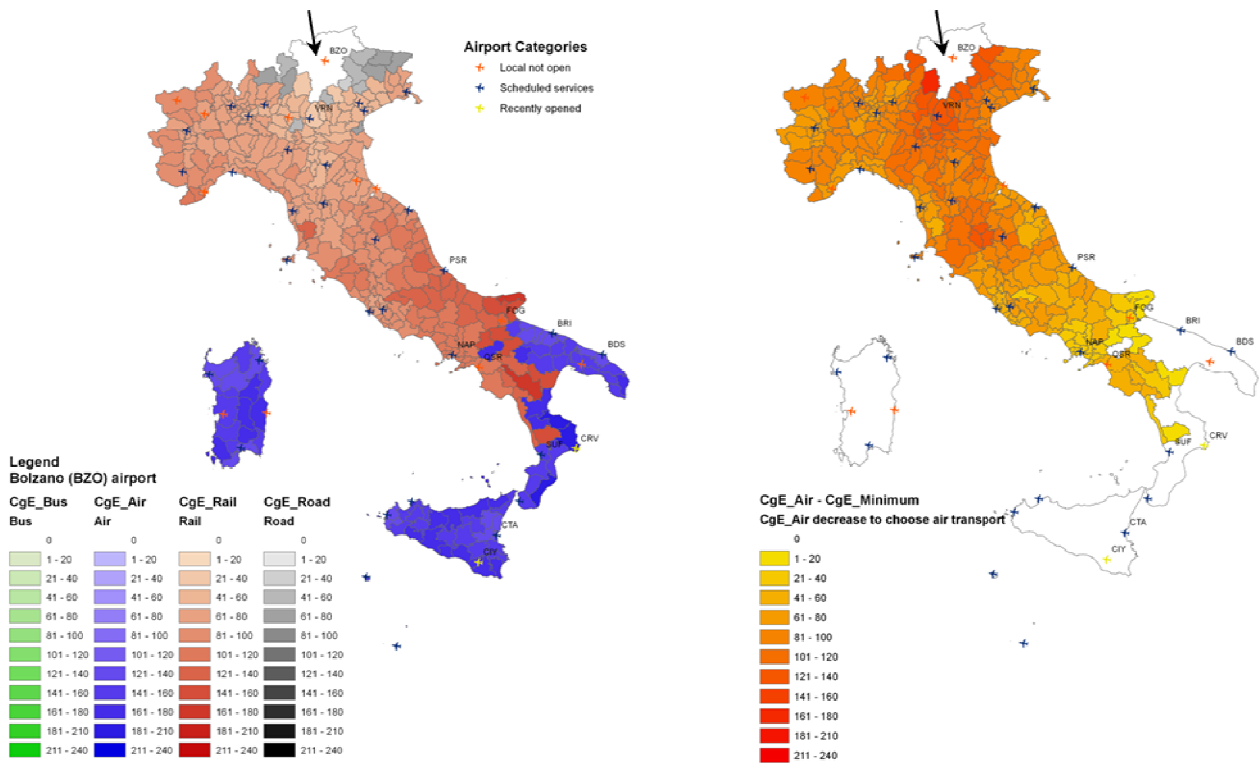 BZO
Airport Categories
Local not open
Scheduled services
Recently opened
VRN
PSR
FOG
BRI
NAP
QSR
BDS
SUF
CRV
CTA
CIY
Legend
Bolzano (BZO) airport
CgE_Bus CgE_Air CgE_Rail CgE_Road
Bus Air Rail Road
0 0 0 0
1 - 20 1 - 20 1 - 20 1 - 20
21 - 40 21 - 40 21 - 40 21 - 40
41 - 60 41 - 60 41 - 60 41 - 60
61 - 80 61 - 80 61 - 80 61 - 80
81 - 100 81 - 100 81 - 100 81 - 100
101 - 120 101 - 120 101 - 120 101 - 120
121 - 140 121 - 140 121 - 140 121 - 140
141 - 160 141 - 160 141 - 160 141 - 160
161 - 180 161 - 180 161 - 180 161 - 180
181 - 210 181 - 210 181 - 210 181 - 210
211 - 240 211 - 240 211 - 240 211 - 240
BZO
VRN
PSR
FOG
BRI
NAP
QSR
BDS
SUF
CRV
CTA
CIY
CgE_Air - CgE_Minimum
CgE_Air decrease to choose air transport
0
1 - 20
21 - 40
41 - 60
61 - 80
81 - 100
101 - 120
121 - 140
141 - 160
161 - 180
181 - 210
211 - 240